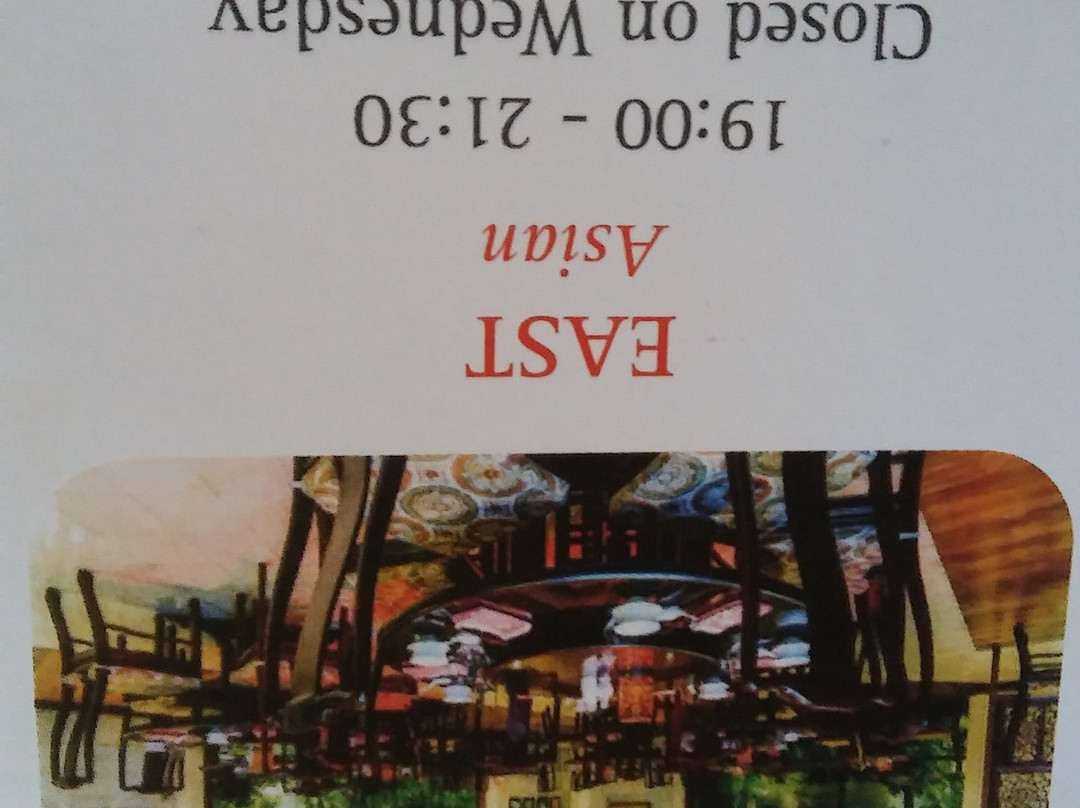 EAST
Asian
19:00 - 21:30
Closed on Wednesday